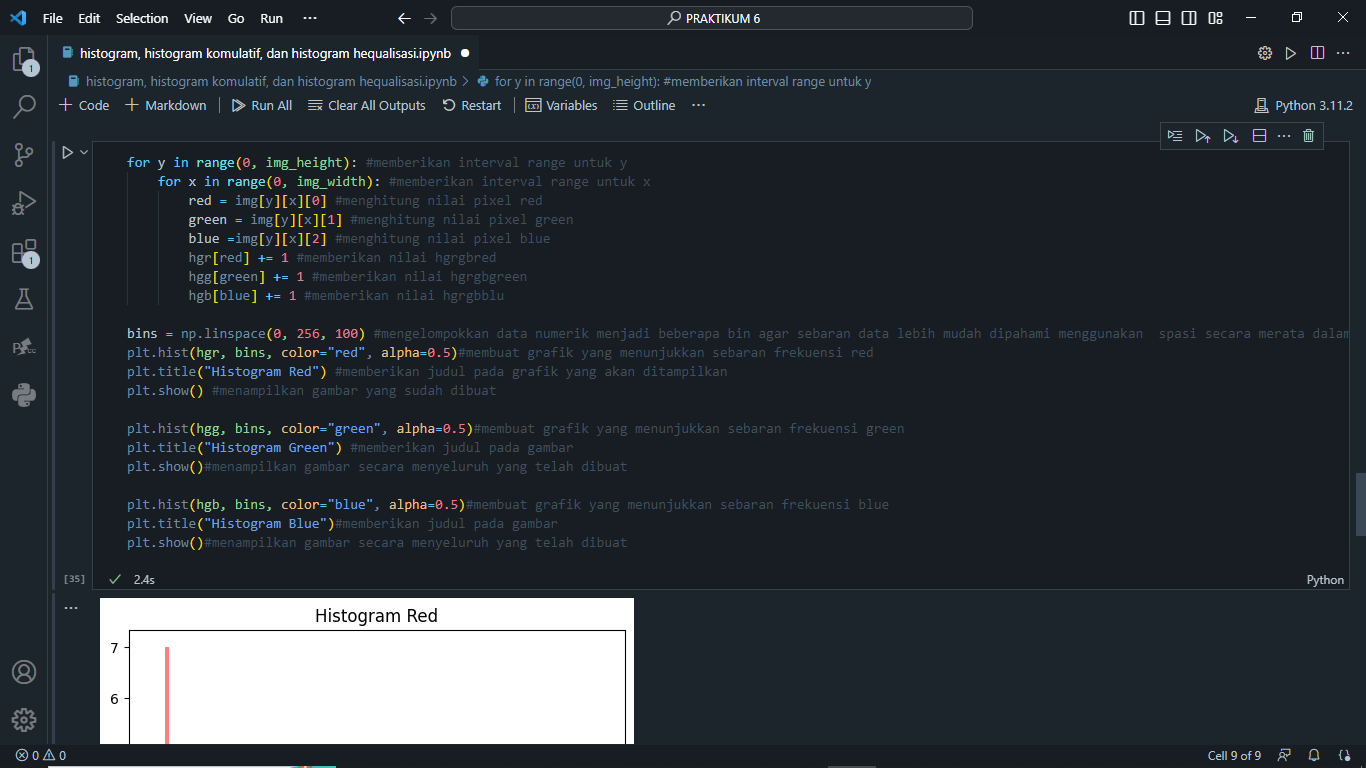 File Edit Selection View Go Run ··· PRAKTIKUM 6
histogram, histogram komulatif, dan histogram hequalisasi.ipynb
histogram, histogram komulatif, dan histogram hequalisasi.ipynb > for y in range(0, img_height): #memberikan interval range untuk y
Code Markdown Run All Clear All Outputs Restart Variables Outline ··· Python 3.11.2
for y in range(0, img_height): #memberikan interval range untuk y
for x in range(0, img_width): #memberikan interval range untuk x
red = img[y][x][0] #menghitung nilai pixel red
green = img[y][x][1] #menghitung nilai pixel green
blue =img[y][x][2] #menghitung nilai pixel blue
hgr[red] += 1 #memberikan nilai hgrgbred
hgg[green] += 1 #memberikan nilai hgrgbgreen
hgb[blue] += 1 #memberikan nilai hgrgbblu
bins = np.linspace(0, 256, 100) #mengelompokkan data numerik menjadi beberapa bin agar sebaran data lebih mudah dipahami menggunakan  spasi secara merata dalam
plt.hist(hgr, bins, color="red", alpha=0.5)#membuat grafik yang menunjukkan sebaran frekuensi red
plt.title("Histogram Red") #memberikan judul pada grafik yang akan ditampilkan
plt.show() #menampilkan gambar yang sudah dibuat
plt.hist(hgg, bins, color="green", alpha=0.5)#membuat grafik yang menunjukkan sebaran frekuensi green
plt.title("Histogram Green") #memberikan judul pada gambar
plt.show()#menampilkan gambar secara menyeluruh yang telah dibuat
plt.hist(hgb, bins, color="blue", alpha=0.5)#membuat grafik yang menunjukkan sebaran frekuensi blue
plt.title("Histogram Blue")#memberikan judul pada gambar
plt.show()#menampilkan gambar secara menyeluruh yang telah dibuat
[35] 2.4s Python
Histogram Red
7
6
0 0 Cell 9 of 9
1
1